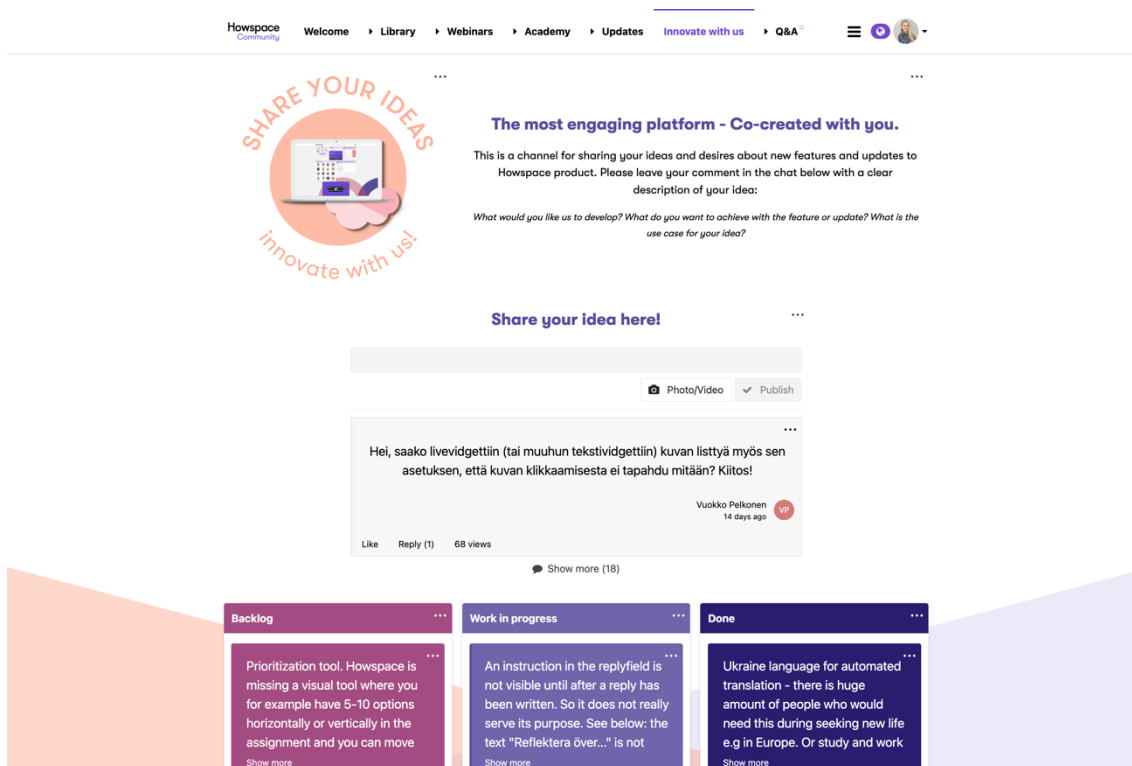 Howspace
Community
Welcome
Library
Webinars
Academy
Updates
Innovate with us
Q&A
SHARE YOUR IDEAS
innovate with us!
The most engaging platform - Co-created with you.
This is a channel for sharing your ideas and desires about new features and updates to
Howspace product. Please leave your comment in the chat below with a clear
description of your idea:
What would you like us to develop? What do you want to achieve with the feature or update? What is the
use case for your idea?
Share your idea here!
Photo/Video
Publish
Hei, saako livevidgettiin (tai muuhun tekstividgettiin) kuvan listtyä myös sen
asetuksen, että kuvan klikkaamisesta ei tapahdu mitään? Kiitos!
Vuokko Pelkonen
14 days ago
VP
Like
Reply (1)
68 views
Show more (18)
Backlog
Prioritization tool. Howspace is
missing a visual tool where you
for example have 5-10 options
horizontally or vertically in the
assignment and you can move
Show more
Work in progress
An instruction in the replyfield is
not visible until after a reply has
been written. So it does not really
serve its purpose. See below: the
text "Reflektera över..." is not
Show more
Done
Ukraine language for automated
translation - there is huge
amount of people who would
need this during seeking new life
e.g in Europe. Or study and work
Show more